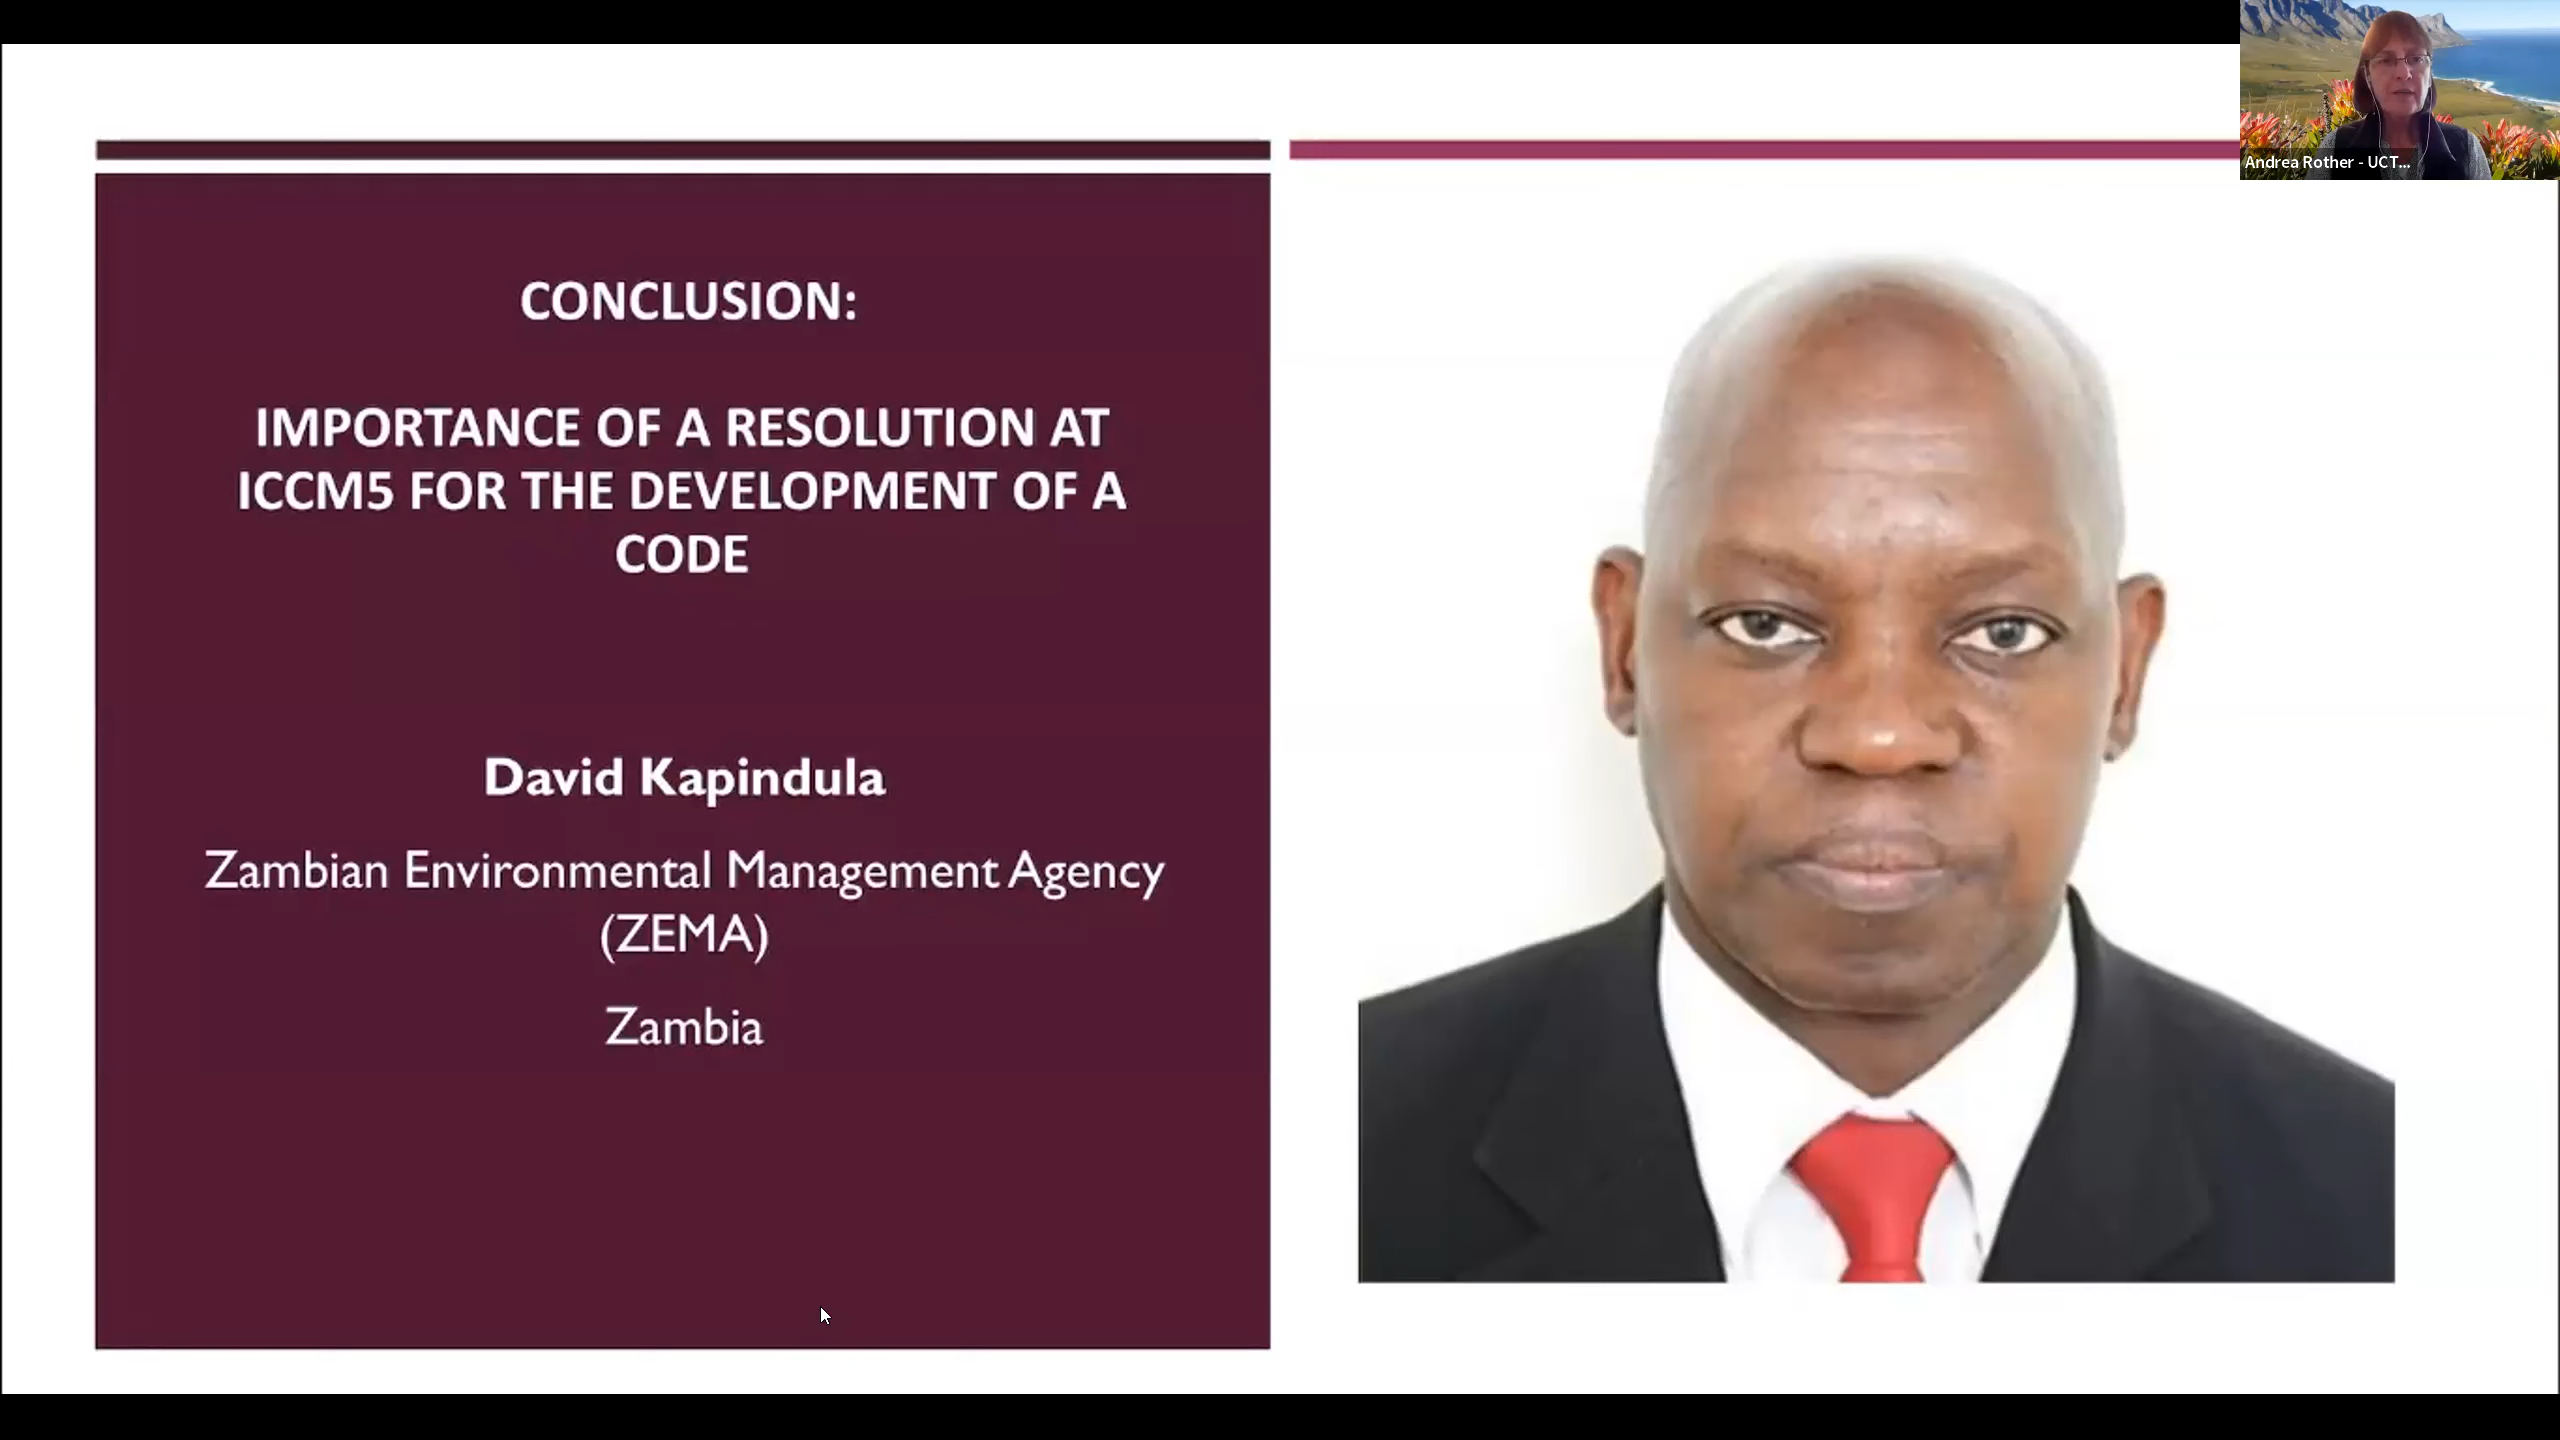 CONCLUSION:
IMPORTANCE OF A RESOLUTION AT
ICCM5 FOR THE DEVELOPMENT OF A
CODE
David Kapindula
Zambian Environmental Management Agency
(ZEMA)
Zambia
Andrea Rother - UCT...